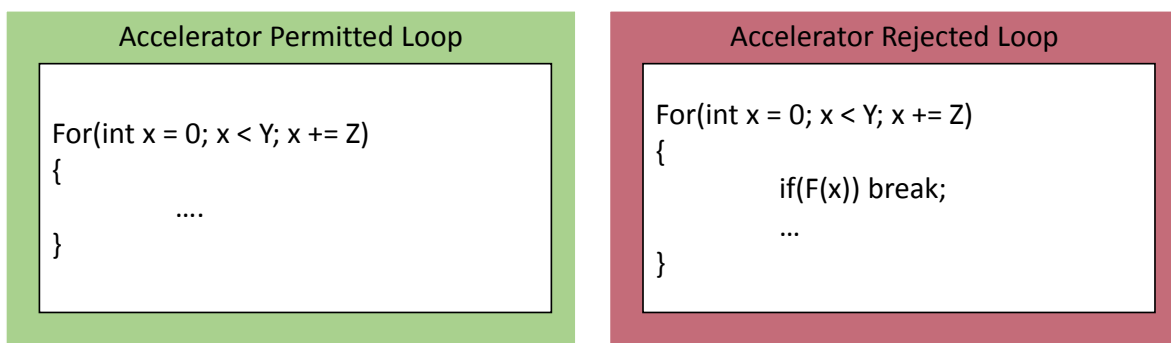 Accelerator Permitted Loop
For(int x = 0; x < Y; x += Z)
{
….
}
Accelerator Rejected Loop
For(int x = 0; x < Y; x += Z)
{
if(F(x)) break;
…
}